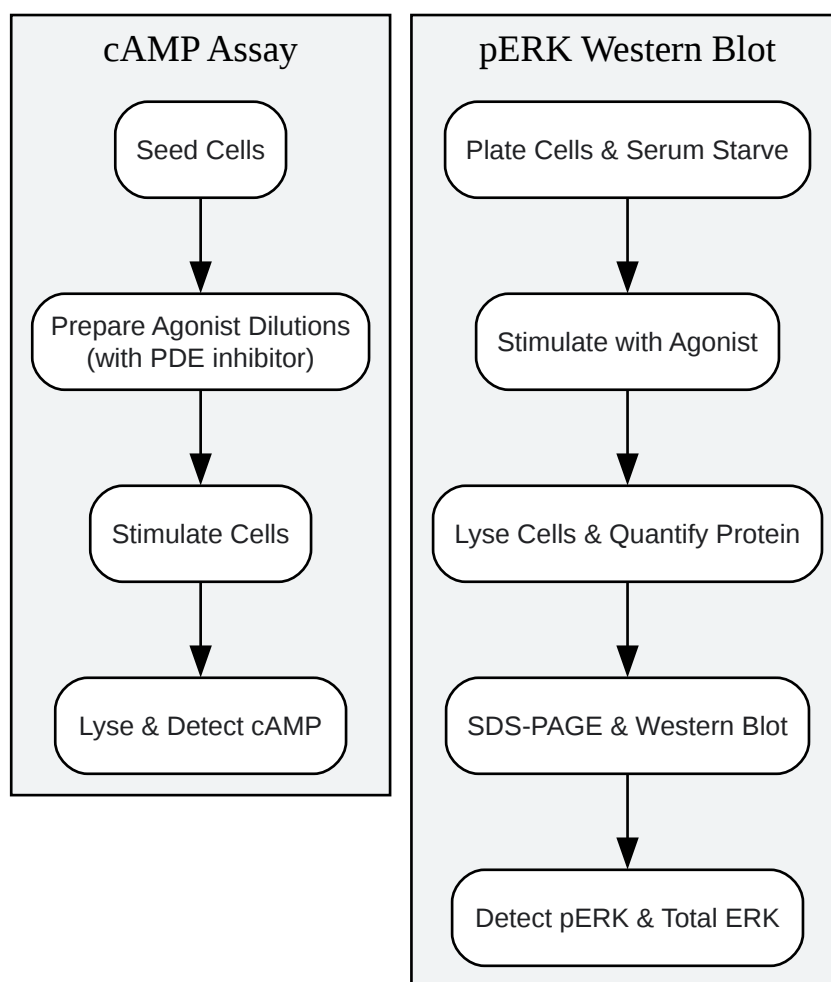 cAMP Assay
Seed Cells
Prepare Agonist Dilutions
(with PDE inhibitor)
Stimulate Cells
Lyse & Detect cAMP
pERK Western Blot
Plate Cells & Serum Starve
Stimulate with Agonist
Lyse Cells & Quantify Protein
SDS-PAGE & Western Blot
Detect pERK & Total ERK